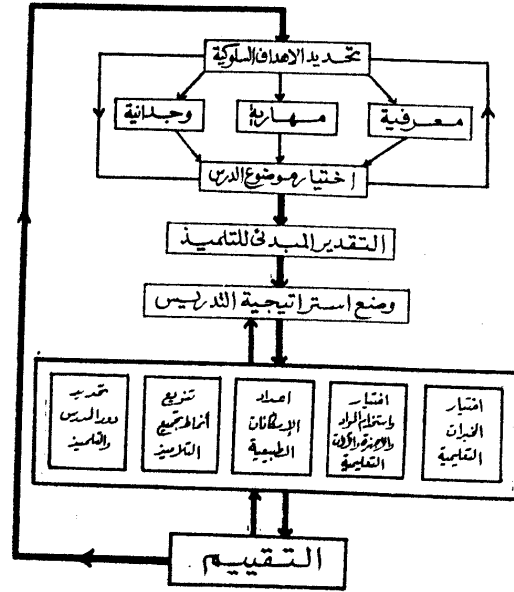 تحديد الاهداف السلوكية
معرفية
مهارية
وجدانية
اختيار موضوع الدرس
التقدير المبدئي للتلميذ
وضع استراتيجية التدريس
اختيار
الخبرات
التعليمية
اختيار
واستخدام المواد
والاجهزة
التعليمية
اعداد
الإمكانات
الطبيعية
تنويع
أنماط تجميع
التلاميذ
تحديد
دور المدرس
والتلميذ
التقييم